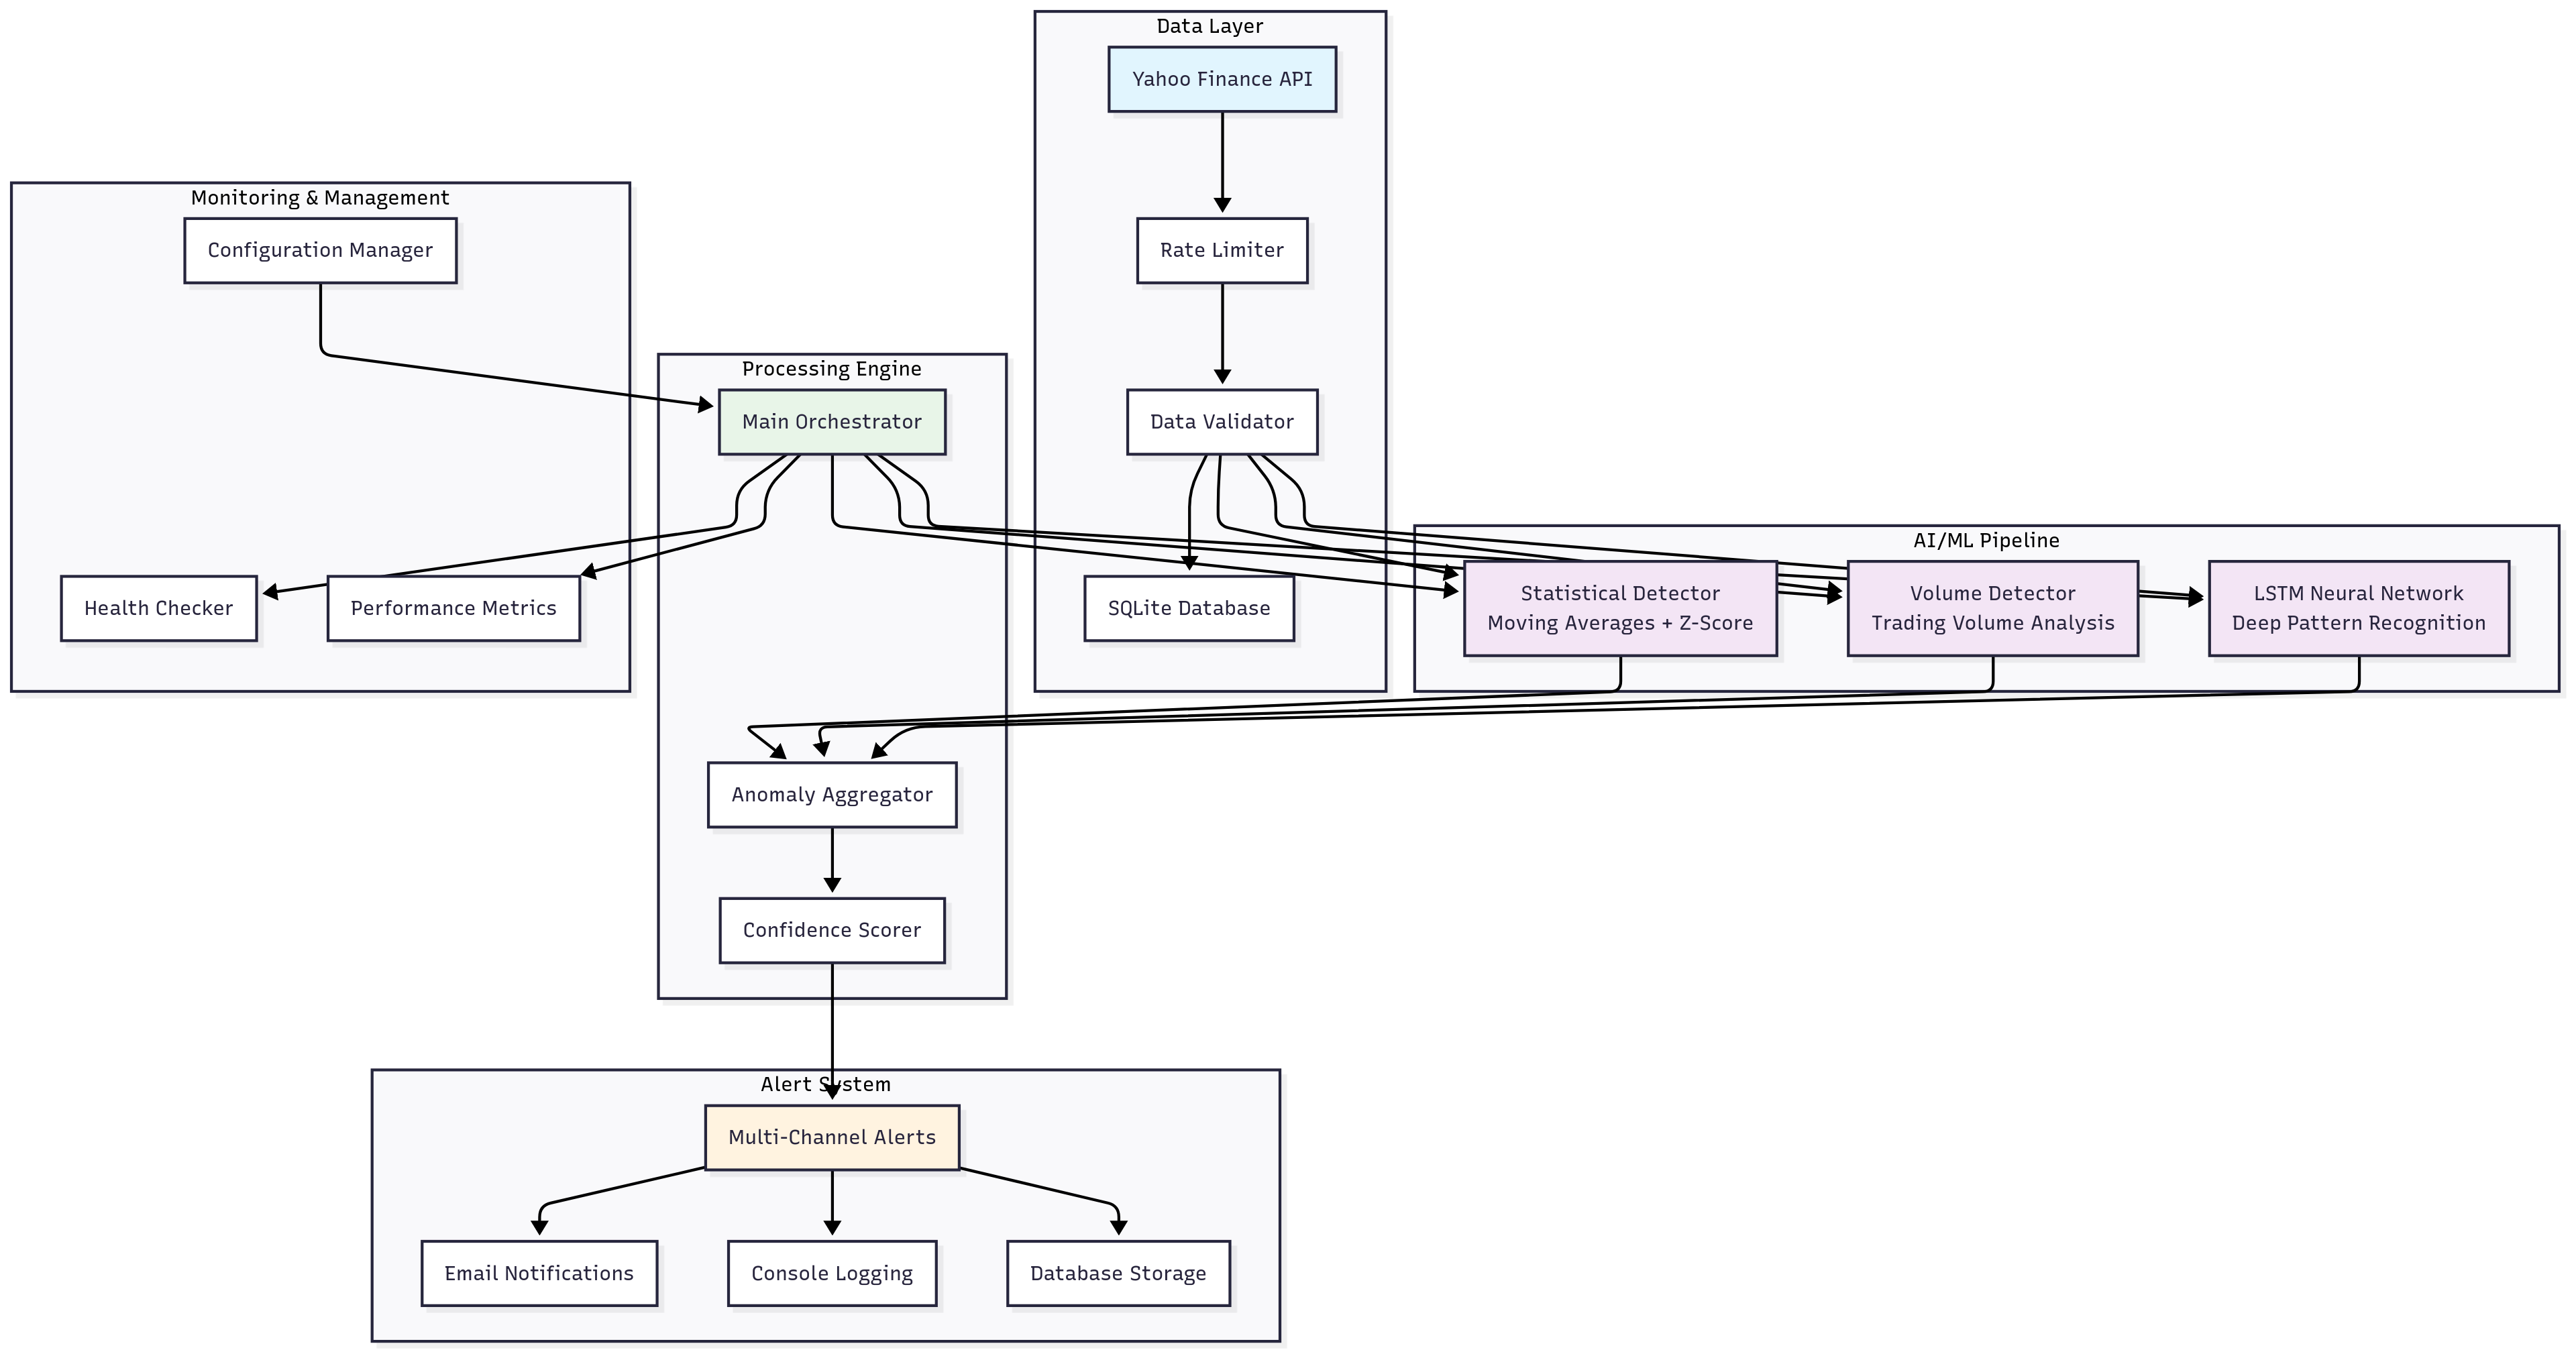 Data Layer
Yahoo Finance API
Monitoring & Management
Configuration Manager
Rate Limiter
Processing Engine
Main Orchestrator
Data Validator
AI/ML Pipeline
Health Checker
Performance Metrics
SQLite Database
Statistical Detector
Moving Averages + Z-Score
Volume Detector
Trading Volume Analysis
LSTM Neural Network
Deep Pattern Recognition
Anomaly Aggregator
Confidence Scorer
Alert System
Multi-Channel Alerts
Email Notifications
Console Logging
Database Storage